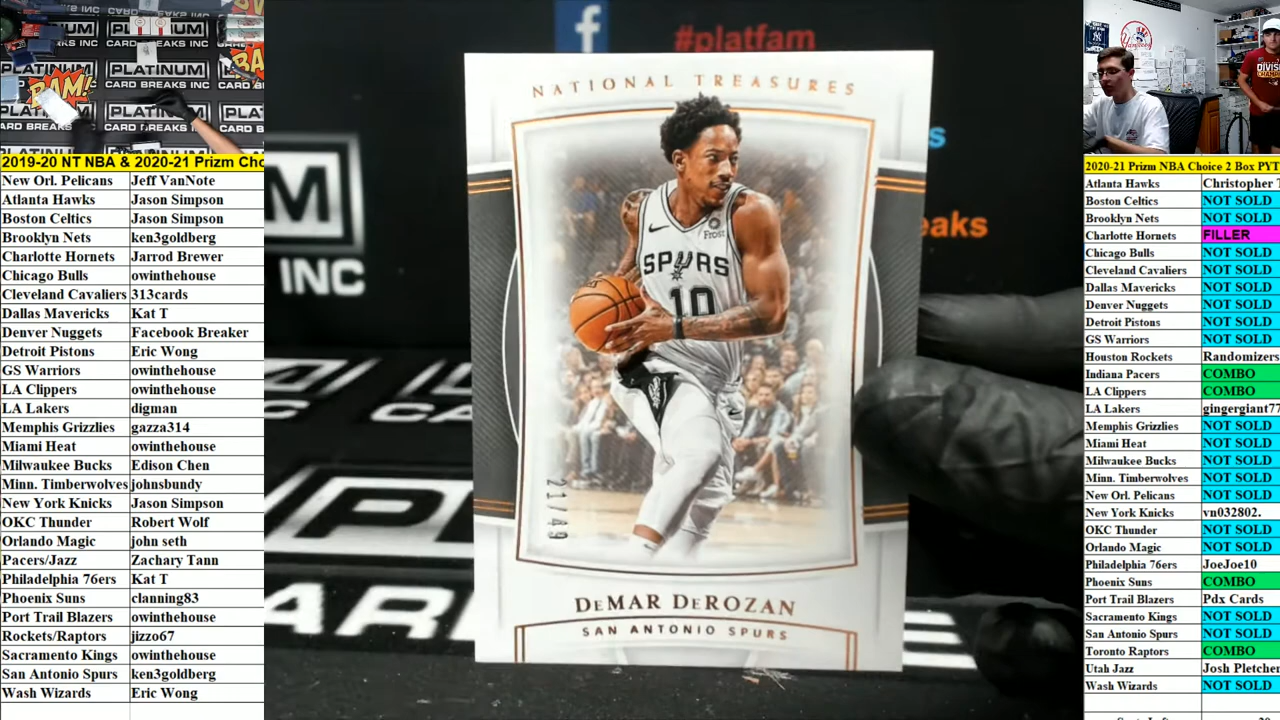 PLATINUM
CARD BREAKS INC
BAM!
2019-20 NT NBA & 2020-21 Prizm Cho
New Orl. Pelicans Jeff VanNote
Atlanta Hawks Jason Simpson
Boston Celtics Jason Simpson
Brooklyn Nets ken3goldberg
Charlotte Hornets Jarrod Brewer
Chicago Bulls owinthehouse
Cleveland Cavaliers 313cards
Dallas Mavericks Kat T
Denver Nuggets Facebook Breaker
Detroit Pistons Eric Wong
GS Warriors owinthehouse
LA Clippers owinthehouse
LA Lakers digman
Memphis Grizzlies gazza314
Miami Heat owinthehouse
Milwaukee Bucks Edison Chen
Minn. Timberwolves johnsbundy
New York Knicks Jason Simpson
OKC Thunder Robert Wolf
Orlando Magic john seth
Pacers/Jazz Zachary Tann
Philadelphia 76ers Kat T
Phoenix Suns clanning83
Port Trail Blazers owinthehouse
Rockets/Raptors jizzo67
Sacramento Kings owinthehouse
San Antonio Spurs ken3goldberg
Wash Wizards Eric Wong
#platfam
M
INC
eaks
NATIONAL TREASURES
Frost
SPURS
10
21/49
DEMAR DEROZAN
SAN ANTONIO SPURS
Yankees
2020-21 Prizm NBA Choice 2 Box PYT
Atlanta Hawks Christopher T
Boston Celtics NOT SOLD
Brooklyn Nets NOT SOLD
Charlotte Hornets FILLER
Chicago Bulls NOT SOLD
Cleveland Cavaliers NOT SOLD
Dallas Mavericks NOT SOLD
Denver Nuggets NOT SOLD
Detroit Pistons NOT SOLD
GS Warriors NOT SOLD
Houston Rockets Randomizers
Indiana Pacers COMBO
LA Clippers COMBO
LA Lakers gingergiant77
Memphis Grizzlies NOT SOLD
Miami Heat NOT SOLD
Milwaukee Bucks NOT SOLD
Minn. Timberwolves NOT SOLD
New Orl. Pelicans NOT SOLD
New York Knicks vn032802.
OKC Thunder NOT SOLD
Orlando Magic NOT SOLD
Philadelphia 76ers JoeJoe10
Phoenix Suns COMBO
Port Trail Blazers Pdx Cards
Sacramento Kings NOT SOLD
San Antonio Spurs NOT SOLD
Toronto Raptors COMBO
Utah Jazz Josh Pletcher
Wash Wizards NOT SOLD